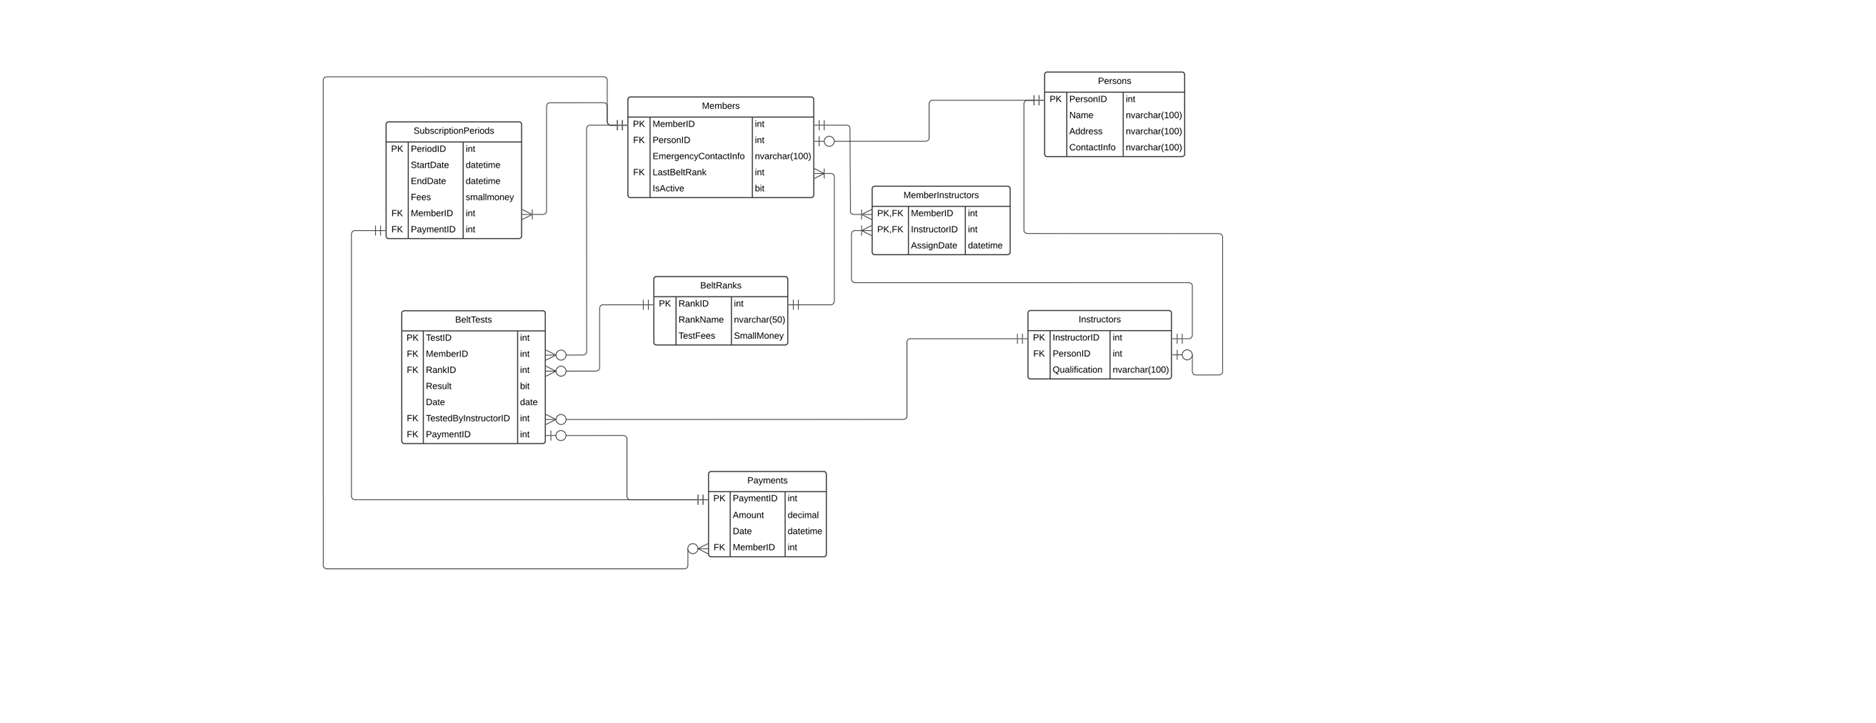 Persons
PK PersonID int
Name nvarchar(100)
Address nvarchar(100)
ContactInfo nvarchar(100)
Members
PK MemberID int
FK PersonID int
EmergencyContactInfo nvarchar(100)
FK LastBeltRank int
IsActive bit
SubscriptionPeriods
PK PeriodID int
StartDate datetime
EndDate datetime
Fees smallmoney
FK MemberID int
FK PaymentID int
MemberInstructors
PK,FK MemberID int
PK,FK InstructorID int
AssignDate datetime
BeltRanks
PK RankID int
RankName nvarchar(50)
TestFees SmallMoney
BeltTests
PK TestID int
FK MemberID int
FK RankID int
Result bit
Date date
FK TestedByInstructorID int
FK PaymentID int
Instructors
PK InstructorID int
FK PersonID int
Qualification nvarchar(100)
Payments
PK PaymentID int
Amount decimal
Date datetime
FK MemberID int